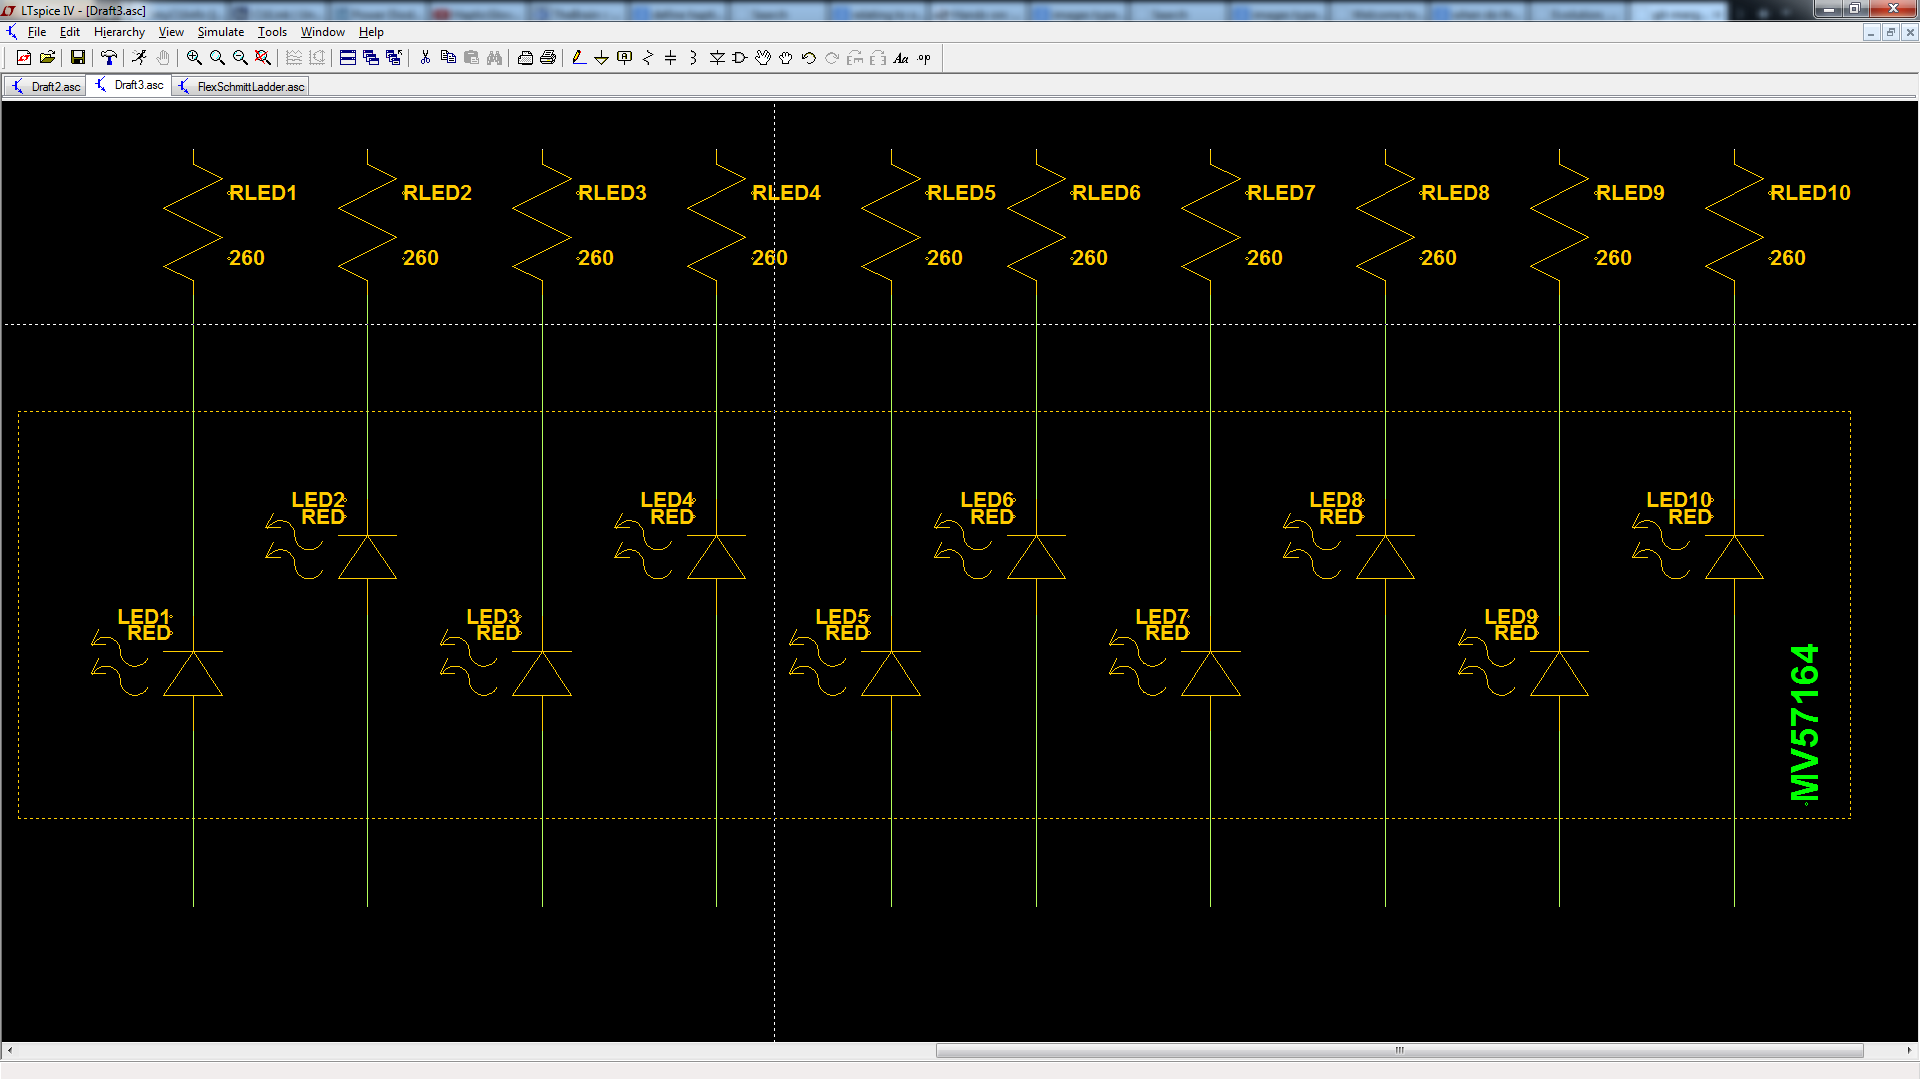 LTspice IV - [Draft3.asc]
File Edit Hierarchy View Simulate Tools Window Help
Aa .op
Draft2.asc Draft3.asc FlexSchmittLadder.asc
RLED1 RLED2 RLED3 RLED4 RLED5 RLED6 RLED7 RLED8 RLED9 RLED10
260 260 260 260 260 260 260 260 260 260
LED2 LED4 LED6 LED8 LED10
RED RED RED RED RED
LED1 LED3 LED5 LED7 LED9
RED RED RED RED RED
MV57164